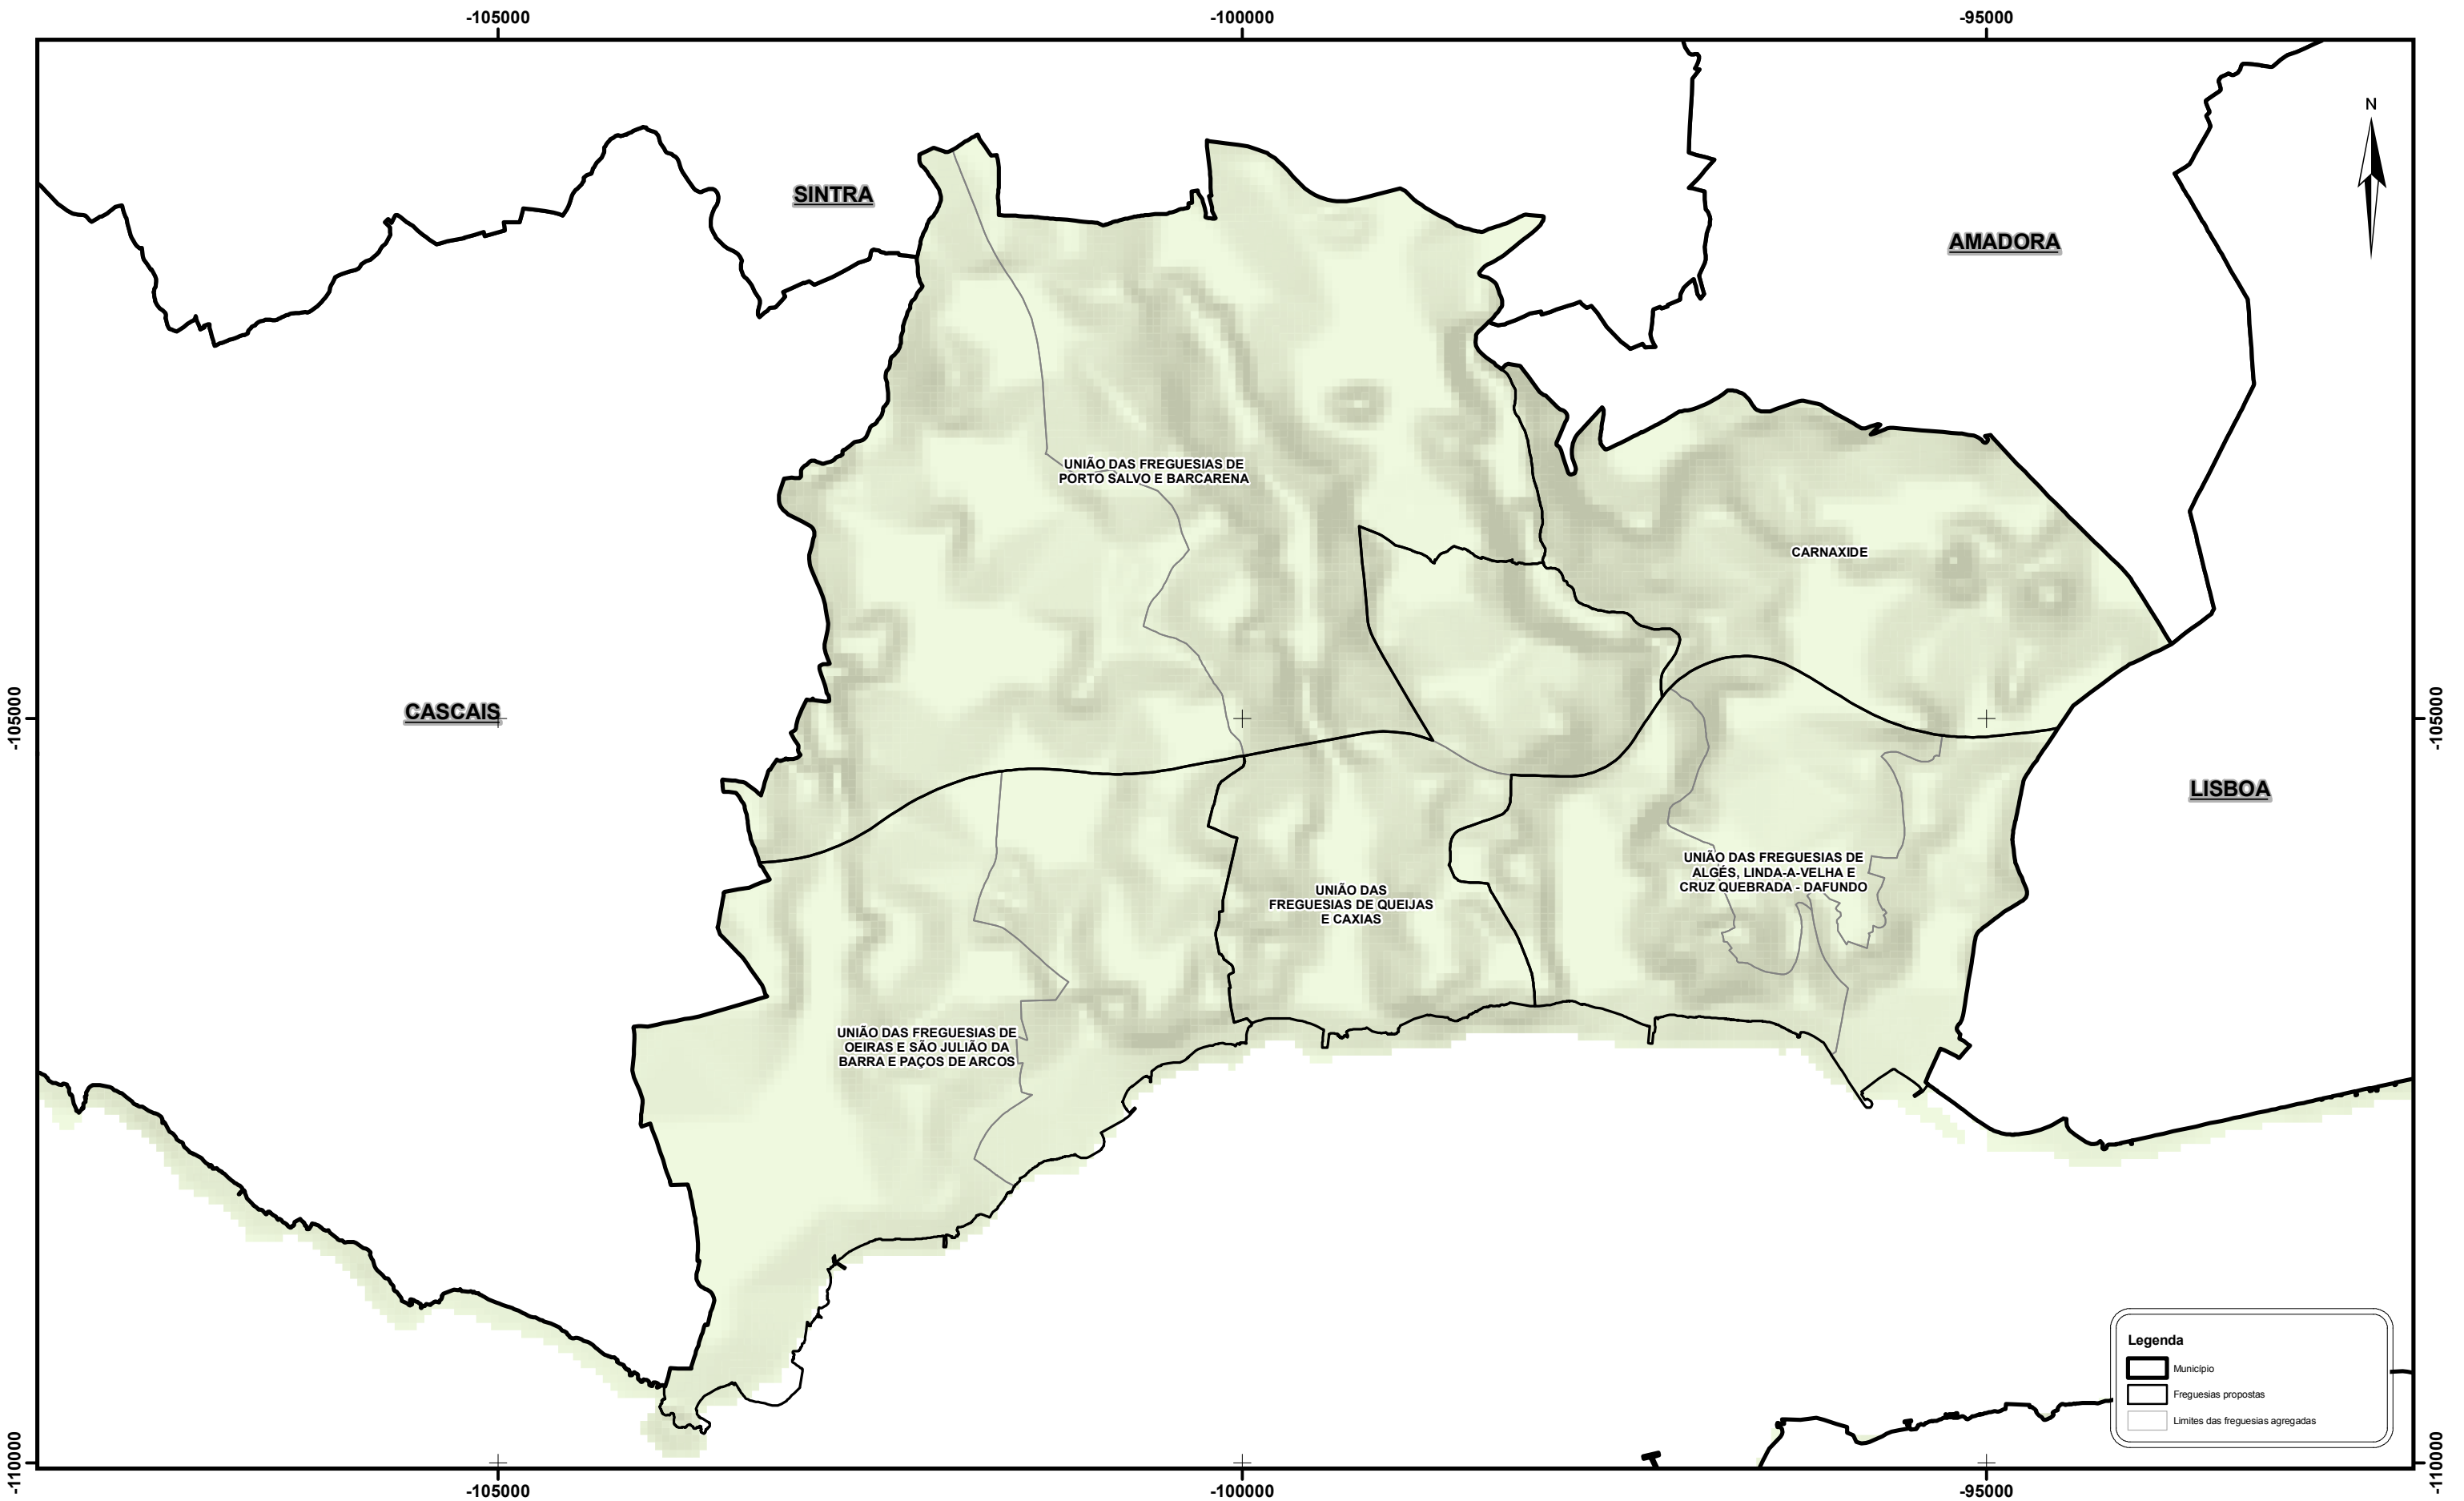 -105000
-100000
-95000
N
SINTRA
AMADORA
UNIÃO DAS FREGUESIAS DE
PORTO SALVO E BARCARENA
CARNAXIDE
CASCAIS
-105000
-105000
LISBOA
UNIÃO DAS FREGUESIAS DE
ALGÉS, LINDA-A-VELHA E
CRUZ QUEBRADA - DAFUNDO
UNIÃO DAS
FREGUESIAS DE QUEIJAS
E CAXIAS
UNIÃO DAS FREGUESIAS DE
OEIRAS E SÃO JULIÃO DA
BARRA E PAÇOS DE ARCOS
Legenda
Município
Freguesias propostas
Limites das freguesias agregadas
-110000
-110000
-105000
-100000
-95000